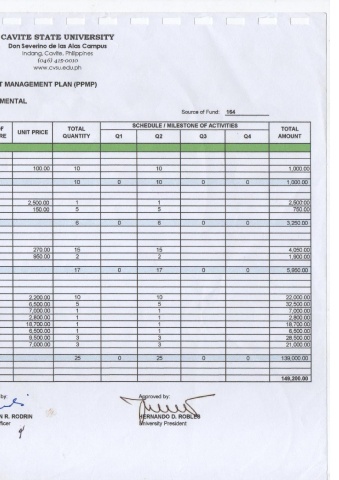 CAVITE STATE UNIVERSITY
Don Severino de las Alas Campus
Indang, Cavite, Philippines
(046) 415-0010
www.cvsu.edu.ph
T MANAGEMENT PLAN (PPMP)
MENTAL
Source of Fund: 164
OF RE UNIT PRICE TOTAL QUANTITY SCHEDULE / MILESTONE OF ACTIVITIES TOTAL AMOUNT
Q1 Q2 Q3 Q4
100.00 10 10 1,000.00
10 0 10 0 0 1,000.00
2,500.00 1 1 2,500.00
150.00 5 5 750.00
6 0 6 0 0 3,250.00
270.00 15 15 4,050.00
950.00 2 2 1,900.00
17 0 17 0 0 5,950.00
2,200.00 10 10 22,000.00
6,500.00 5 5 32,500.00
7,000.00 1 1 7,000.00
2,800.00 1 1 2,800.00
18,700.00 1 1 18,700.00
6,500.00 1 1 6,500.00
9,500.00 3 3 28,500.00
7,000.00 3 3 21,000.00
25 0 25 0 0 139,000.00
149,200.00
by: Approved by:
N R. RODRIN HERNANDO D. ROBLES
ficer University President